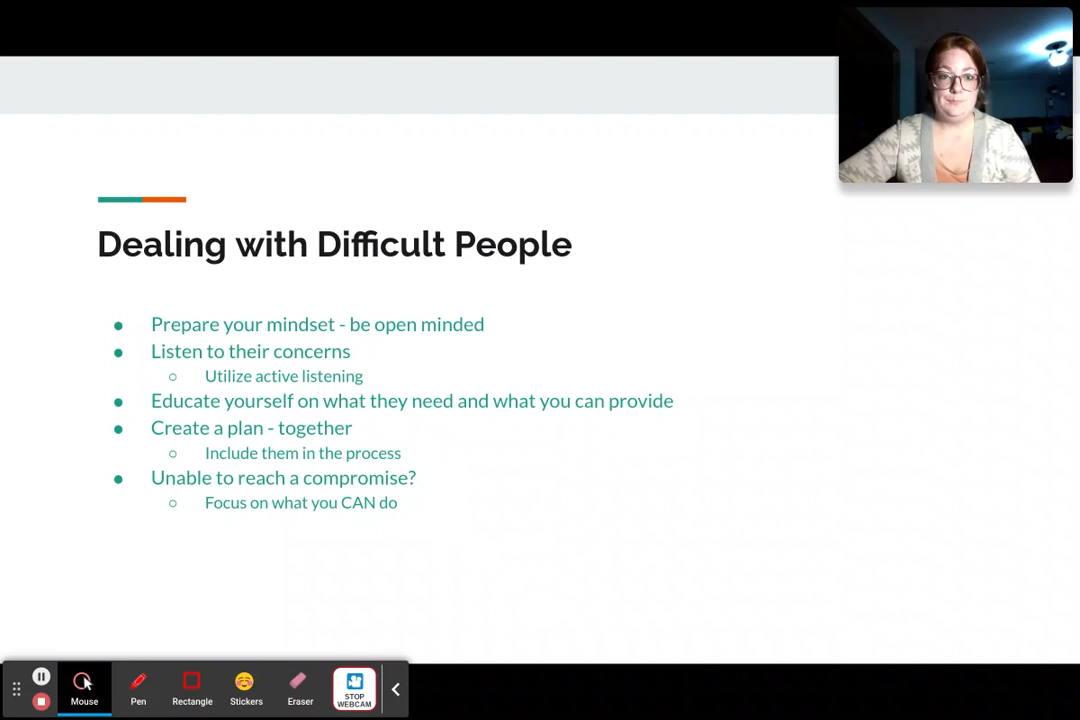 Dealing with Difficult People
Prepare your mindset - be open minded
Listen to their concerns
Utilize active listening
Educate yourself on what they need and what you can provide
Create a plan - together
Include them in the process
Unable to reach a compromise?
Focus on what you CAN do
Mouse
Pen
Rectangle
Stickers
Eraser
STOP
WEBCAM